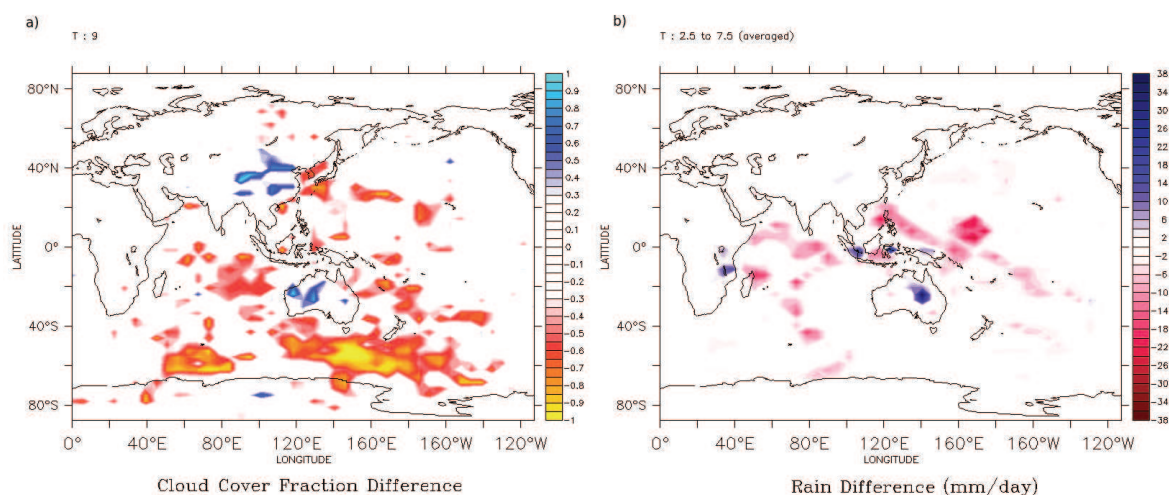 a)
T : 9
80°N
40°N
0°
40°S
80°S
LATITUDE
0° 40°E 80°E 120°E 160°E 160°W 120°W
LONGITUDE
Cloud Cover Fraction Difference
1
0.9
0.8
0.7
0.6
0.5
0.4
0.3
0.2
0.1
0
-0.1
-0.2
-0.3
-0.4
-0.5
-0.6
-0.7
-0.8
-0.9
-1
b)
T : 2.5 to 7.5 (averaged)
80°N
40°N
0°
40°S
80°S
LATITUDE
0° 40°E 80°E 120°E 160°E 160°W 120°W
LONGITUDE
Rain Difference (mm/day)
38
34
30
26
22
18
14
10
6
2
-2
-6
-10
-14
-18
-22
-26
-30
-34
-38